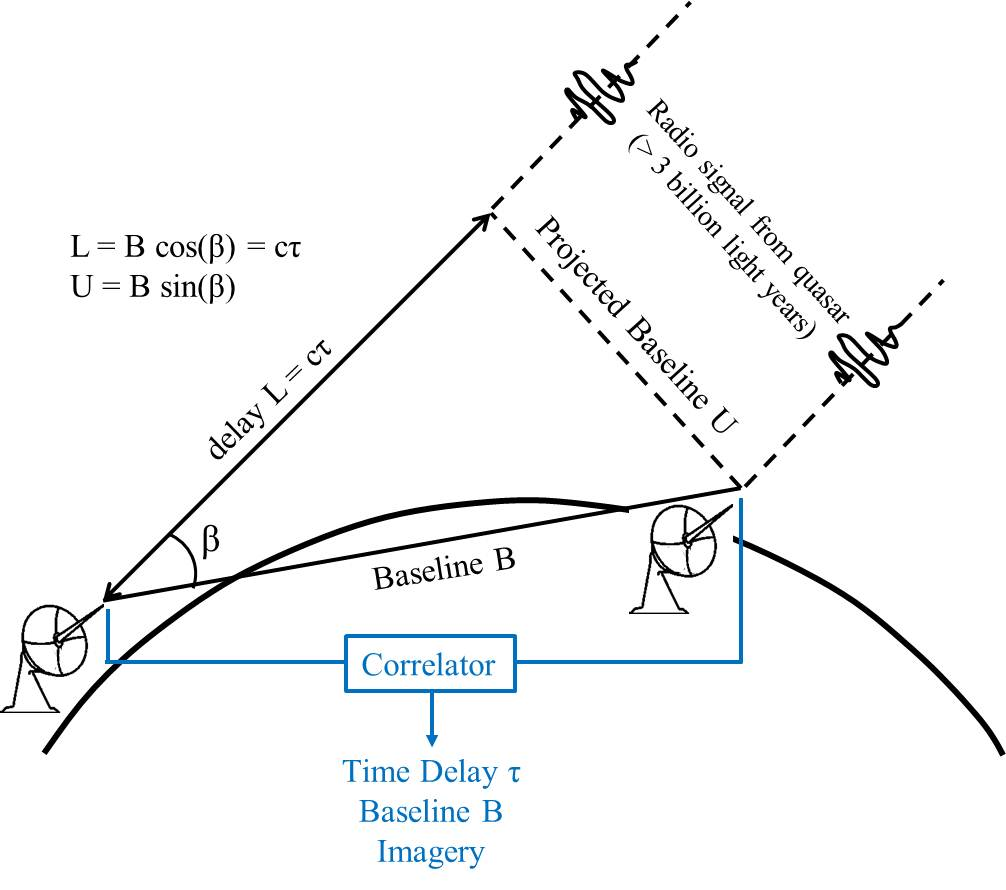 Radio signal from quasar
(> 3 billion light years)
L = B cos(β) = cτ
U = B sin(β)
Projected Baseline U
delay L = cτ
β
Baseline B
Correlator
Time Delay τ
Baseline B
Imagery